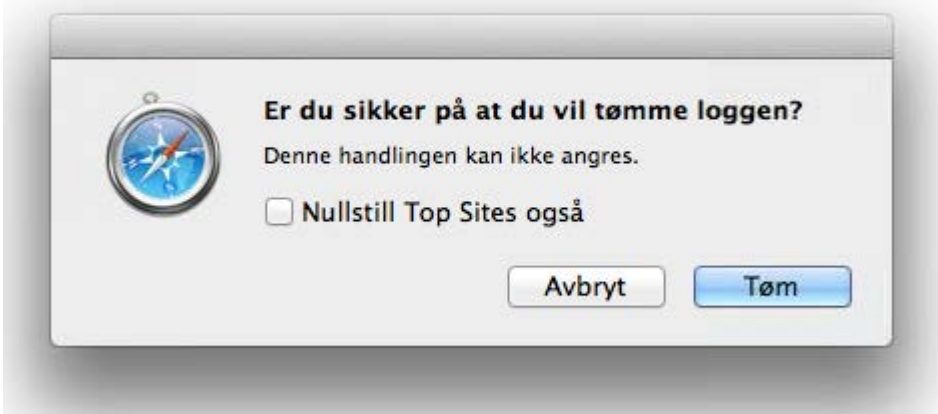 Er du sikker på at du vil tømme loggen?
Denne handlingen kan ikke angres.
Nullstill Top Sites også
Avbryt Tøm